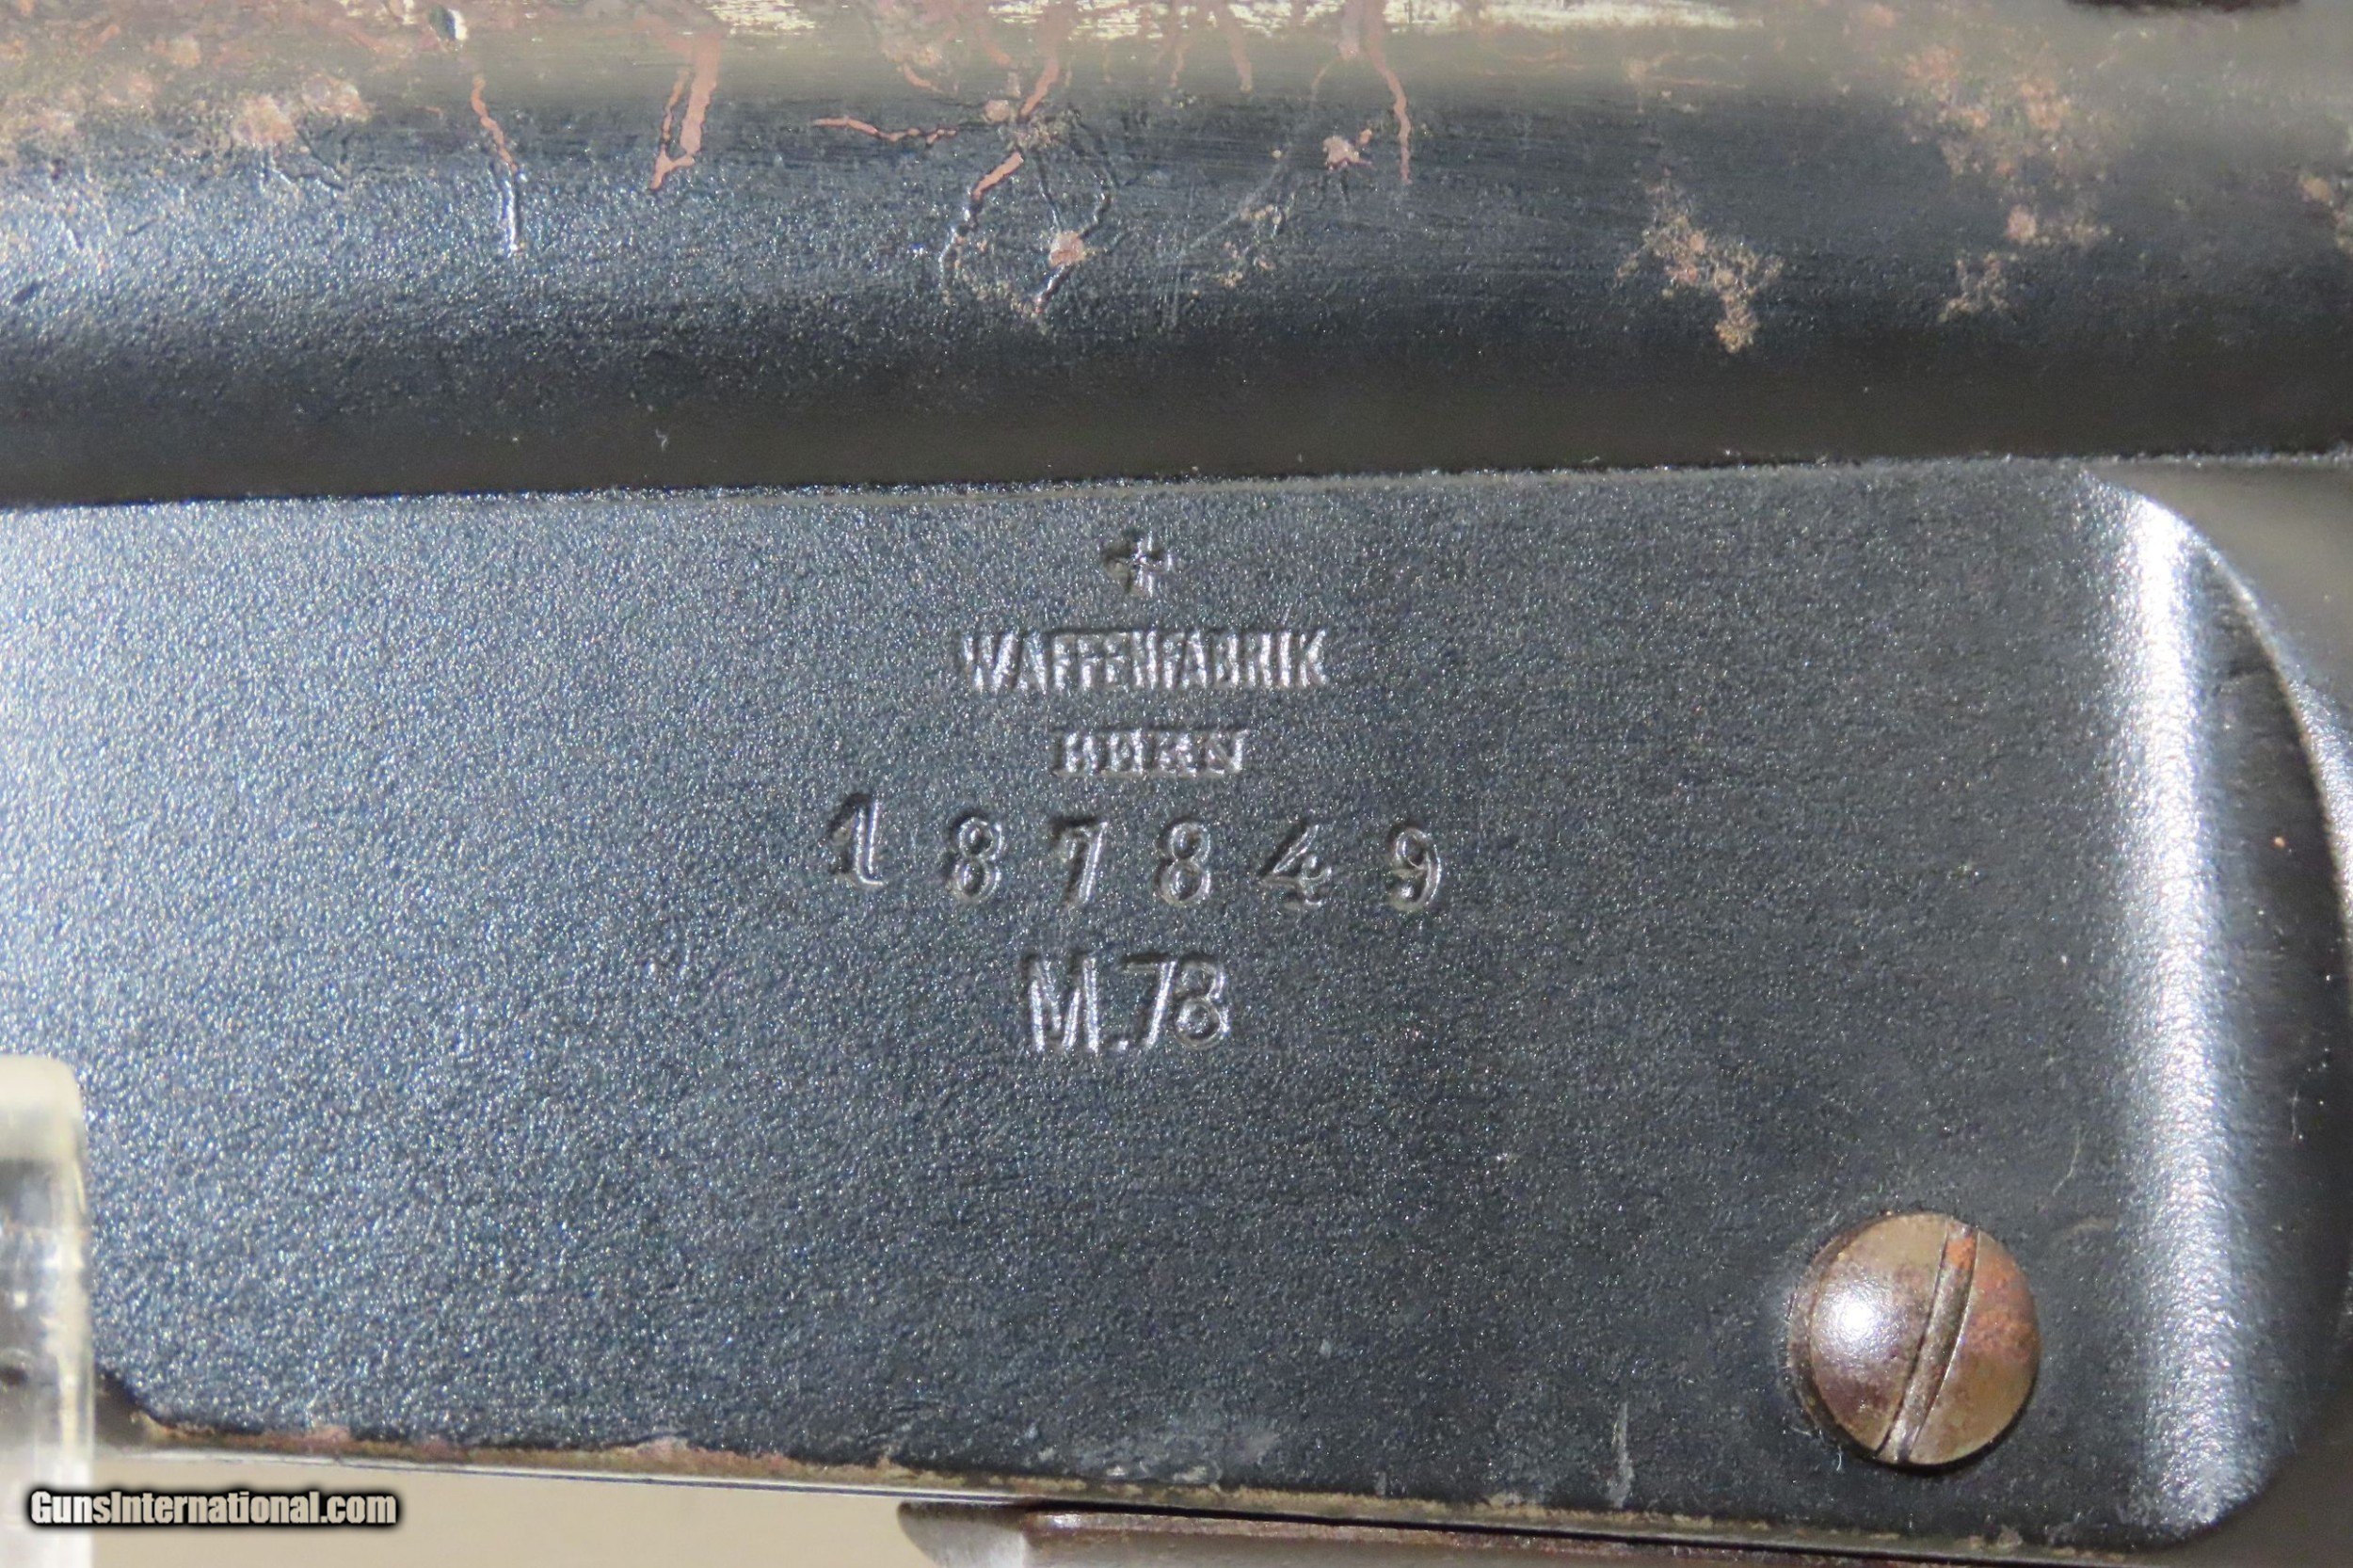 WAFFENFABRIK
BERN
187849
M.78
GunsInternational.com